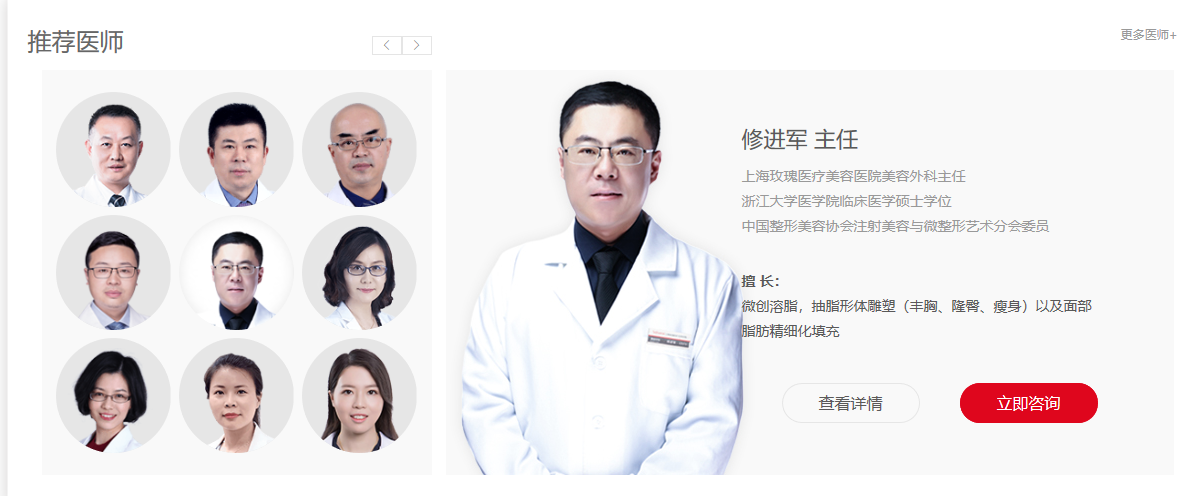 推荐医师
更多医师+
修进军 主任
上海玫瑰医疗美容医院美容外科主任
浙江大学医学院临床医学硕士学位
中国整形美容协会注射美容与微整形艺术分会委员
擅 长：
微创溶脂，抽脂形体雕塑（丰胸、隆臀、瘦身）以及面部
脂肪精细化填充
查看详情
立即咨询